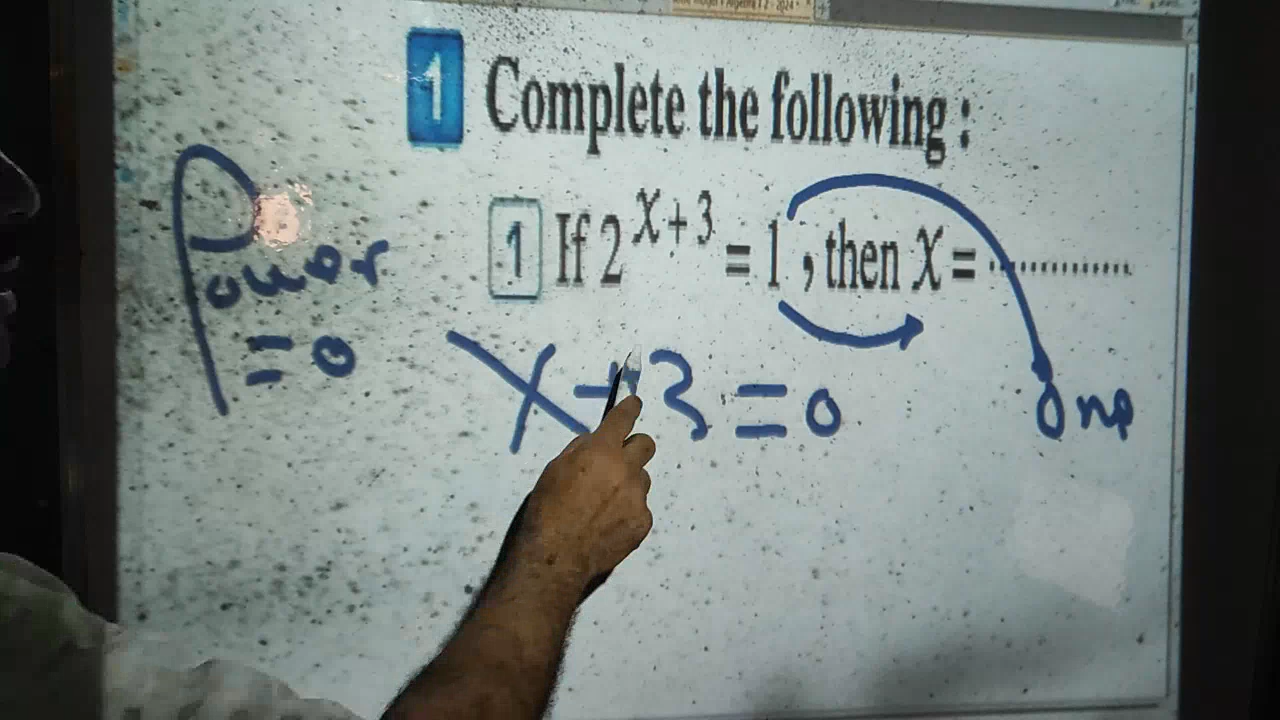 1 Complete the following :
1 If 2^{X+3} = 1 , then X = ..............
Power
= 0
X + 3 = 0
One